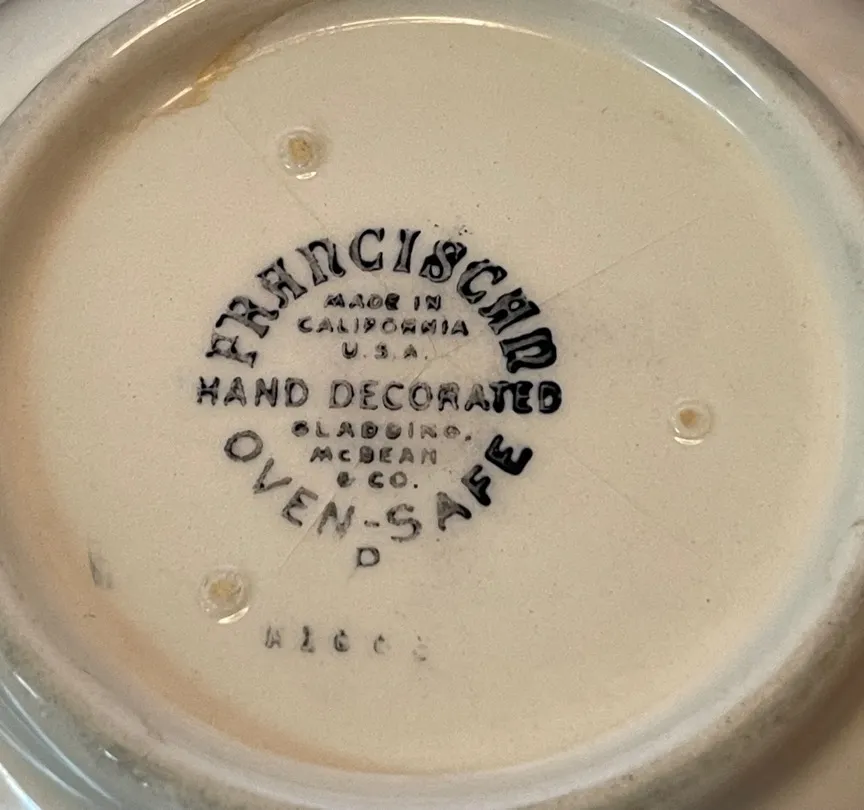 FRANCISCAN
MADE IN
CALIFORNIA
U.S.A.
HAND DECORATED
GLADDING,
McBEAN
& CO.
OVEN-SAFE
D